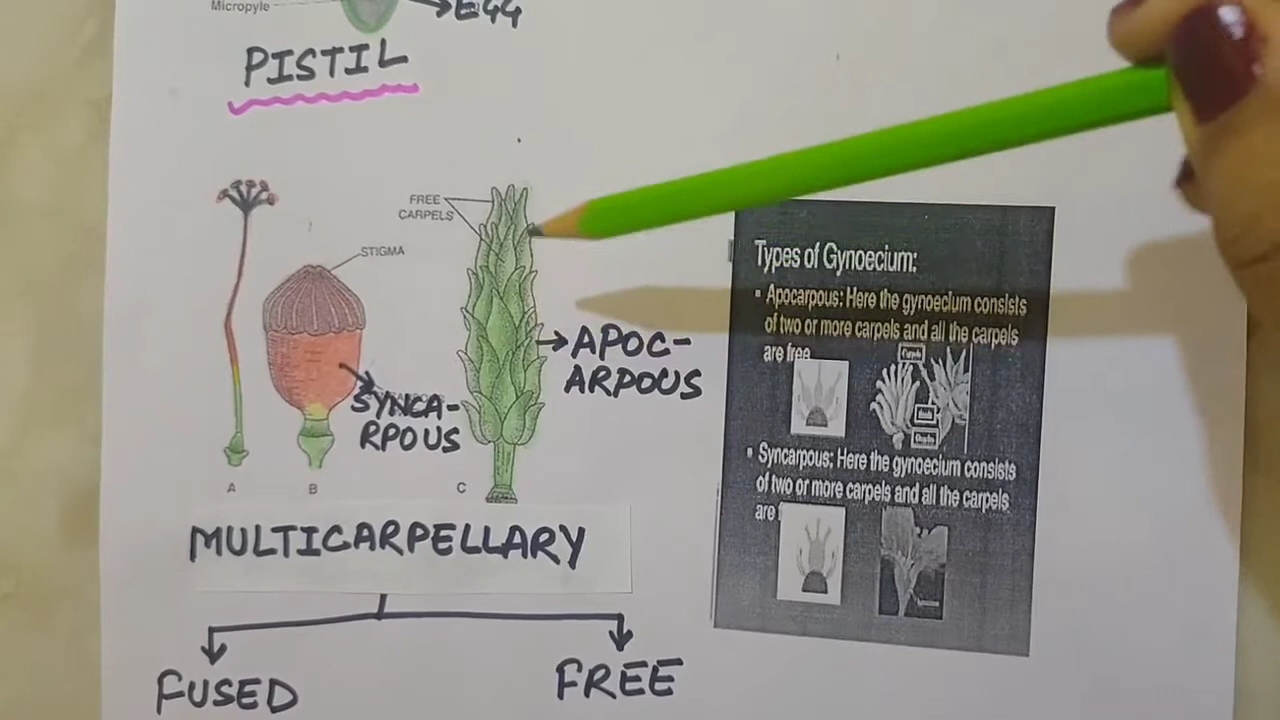 Micropyle
EGG
PISTIL
FREE
CARPELS
STIGMA
APOC-
ARPOUS
SYNCA-
RPOUS
A
B
C
MULTICARPELLARY
FUSED
FREE
Types of Gynoecium:
• Apocarpous: Here the gynoecium consists
of two or more carpels and all the carpels
are free
• Syncarpous: Here the gynoecium consists
of two or more carpels and all the carpels
are